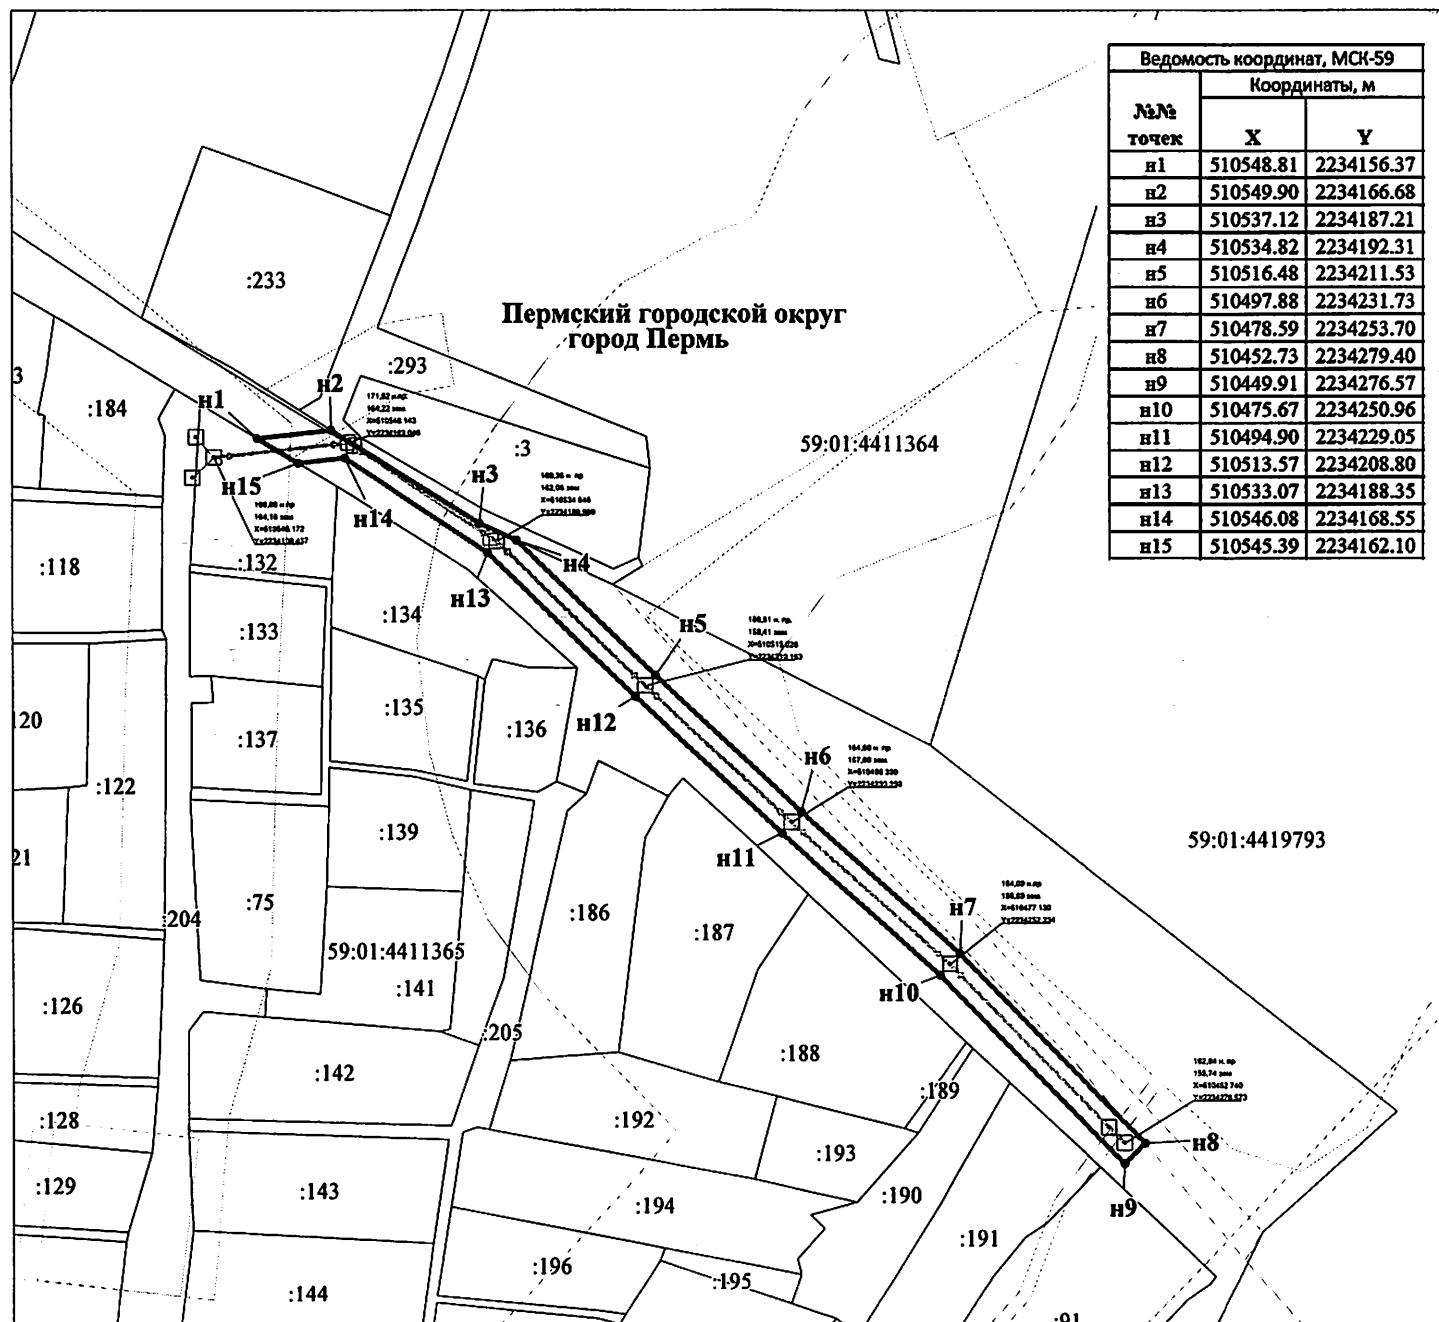 Ведомость координат, МСК-59
Координаты, м
№№ точек X Y
н1 510548.81 2234156.37
н2 510549.90 2234166.68
н3 510537.12 2234187.21
н4 510534.82 2234192.31
н5 510516.48 2234211.53
н6 510497.88 2234231.73
н7 510478.59 2234253.70
н8 510452.73 2234279.40
н9 510449.91 2234276.57
н10 510475.67 2234250.96
н11 510494.90 2234229.05
н12 510513.57 2234208.80
н13 510533.07 2234188.35
н14 510546.08 2234168.55
н15 510545.39 2234162.10
:233
Пермский городской округ
город Пермь
:293
3
:184
н1
н2
:3
59:01:4411364
н15
н14
н3
н4
:118
:132
н13
:133
:134
н5
120
:135
:136
н12
:137
:122
н6
:139
21
н11
59:01:4419793
:75
:204
:186
:187
н7
59:01:4411365
:141
н10
:126
:205
:188
:142
:189
:128
:192
:193
н8
:129
:143
:194
:190
н9
:191
:196
:195
:144
:91